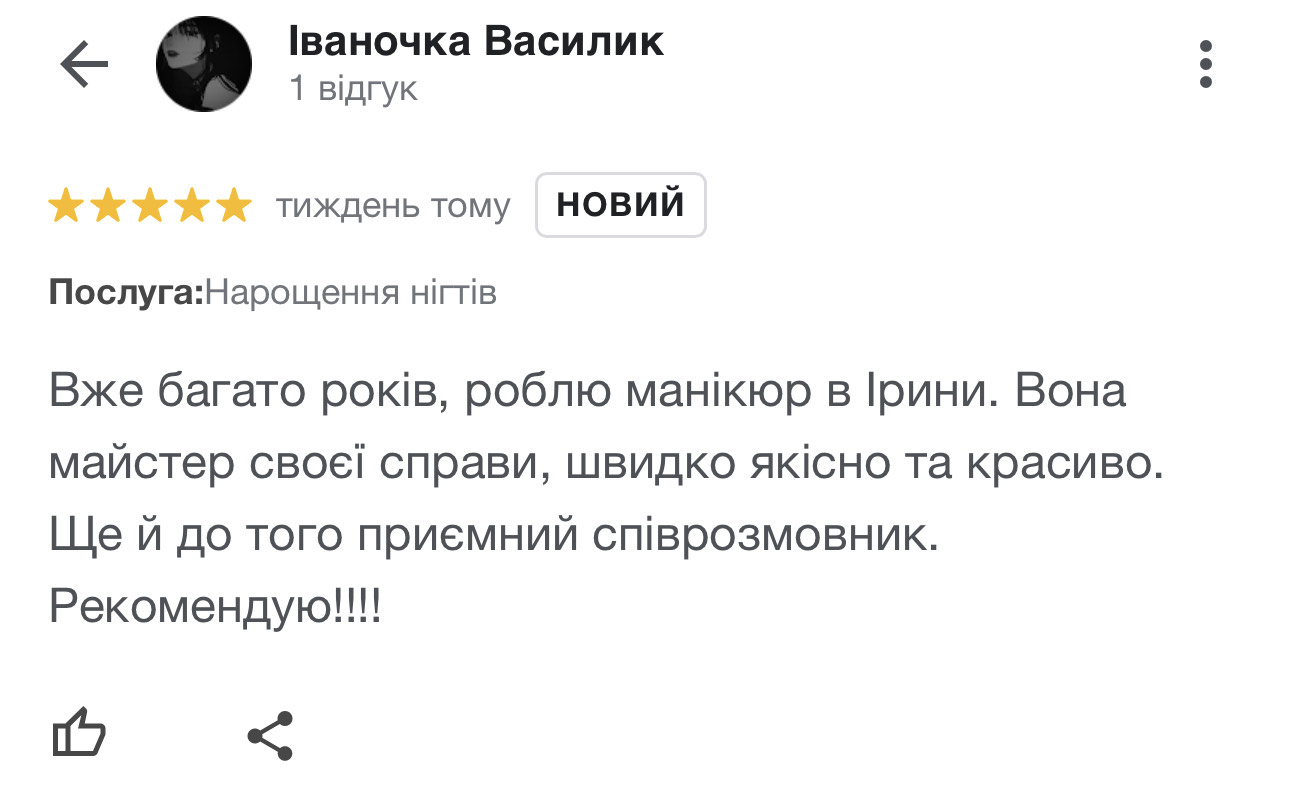 Іваночка Василик
1 відгук
тиждень тому НОВИЙ
Послуга:Нарощення нігтів
Вже багато років, роблю манікюр в Ірини. Вона
майстер своєї справи, швидко якісно та красиво.
Ще й до того приємний співрозмовник.
Рекомендую!!!!